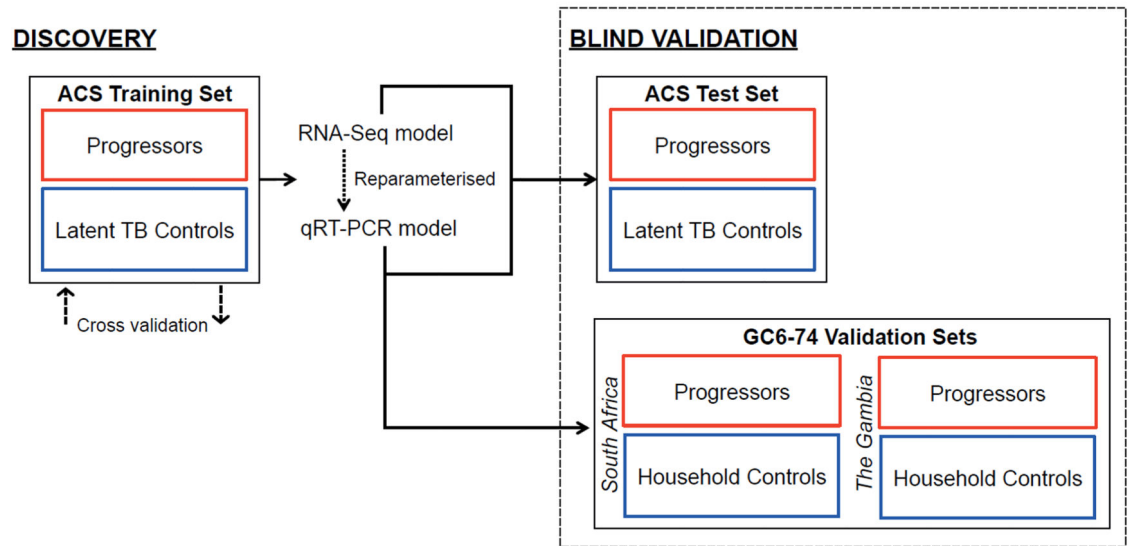 DISCOVERY
ACS Training Set
Progressors
Latent TB Controls
Cross validation
RNA-Seq model
Reparameterised
qRT-PCR model
BLIND VALIDATION
ACS Test Set
Progressors
Latent TB Controls
GC6-74 Validation Sets
South Africa
Progressors
Household Controls
The Gambia
Progressors
Household Controls